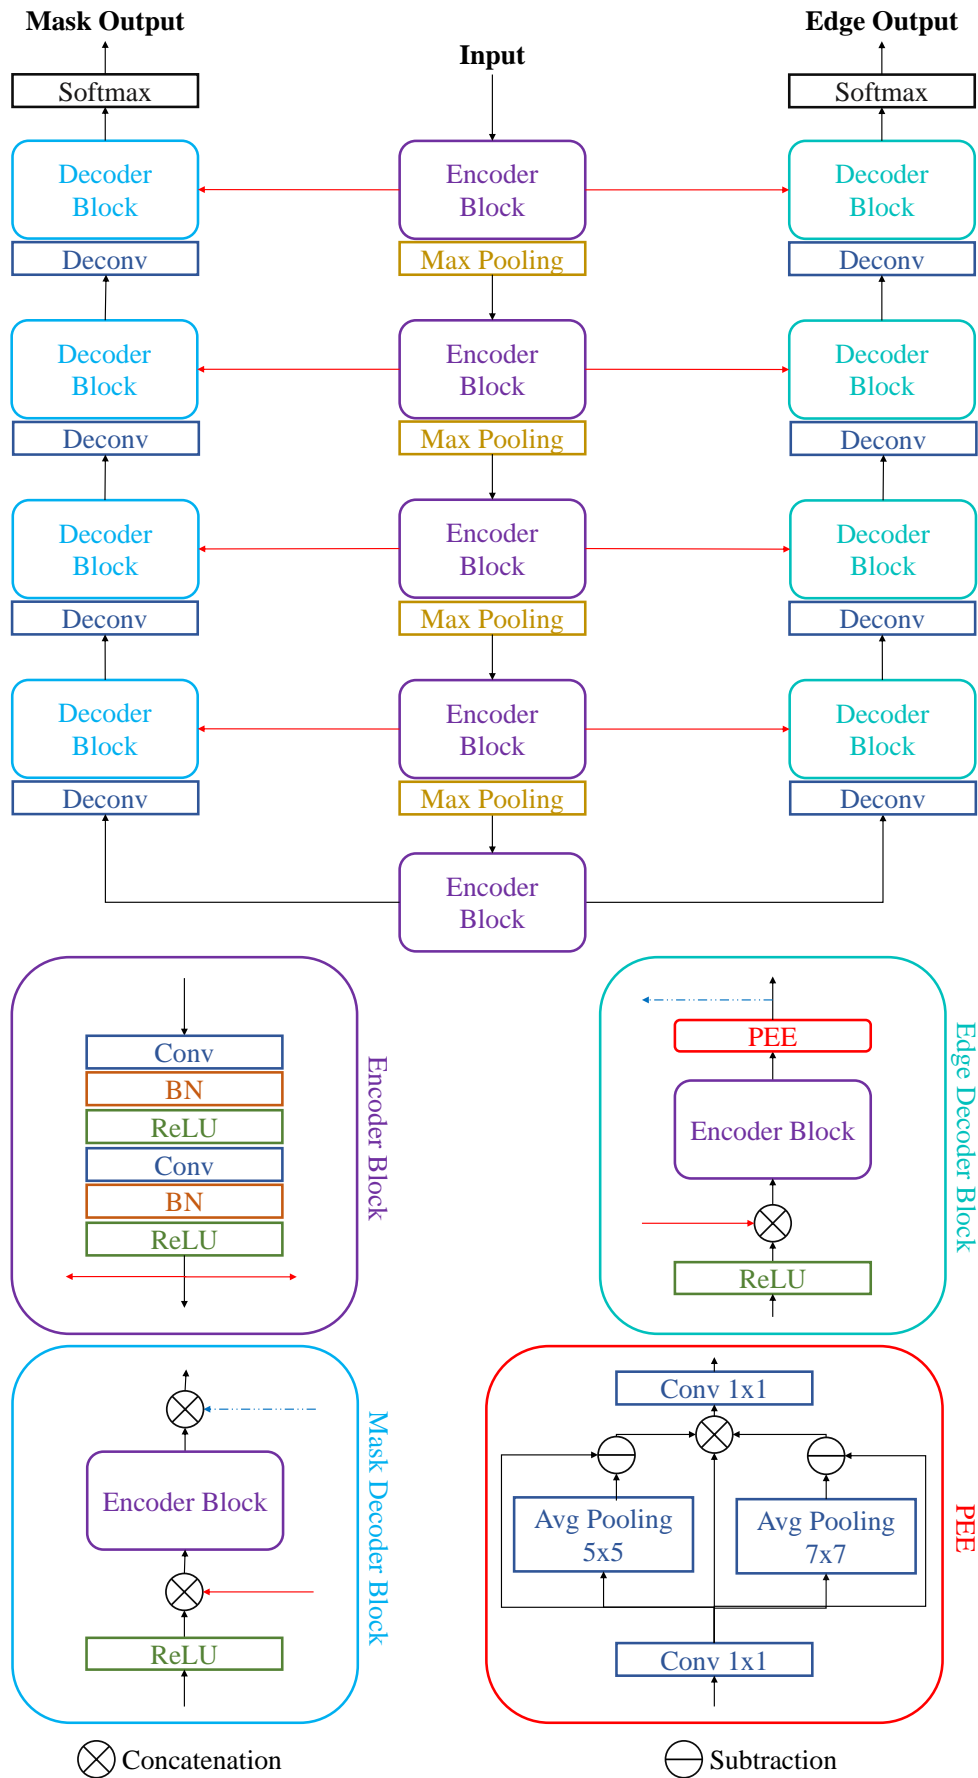 Mask Output
Input
Edge Output
Softmax
Softmax
Decoder
Block
Encoder
Block
Decoder
Block
Deconv
Max Pooling
Deconv
Decoder
Block
Encoder
Block
Decoder
Block
Deconv
Max Pooling
Deconv
Decoder
Block
Encoder
Block
Decoder
Block
Deconv
Max Pooling
Deconv
Decoder
Block
Encoder
Block
Decoder
Block
Deconv
Max Pooling
Deconv
Encoder
Block
Conv
BN
ReLU
Conv
BN
ReLU
Encoder Block
PEE
Encoder Block
ReLU
Edge Decoder Block
Encoder Block
ReLU
Mask Decoder Block
Conv 1x1
Avg Pooling
5x5
Avg Pooling
7x7
Conv 1x1
PEE
Concatenation
Subtraction